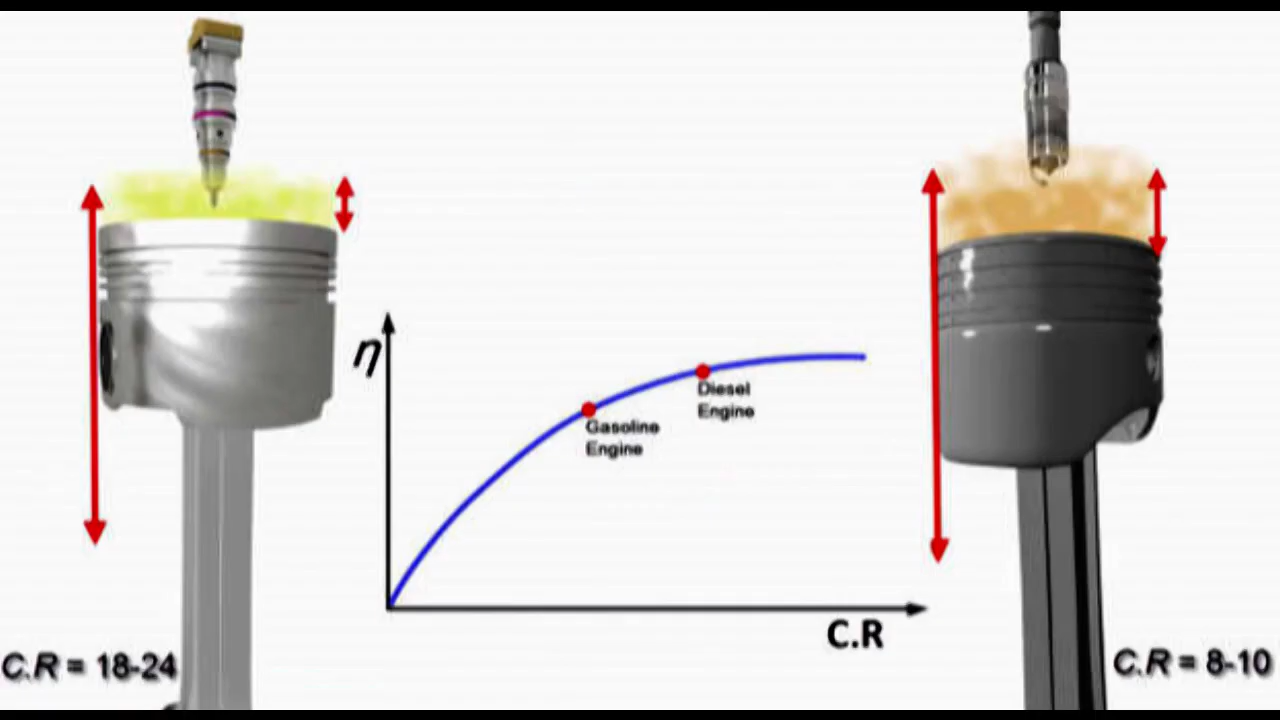 η
Diesel
Engine
Gasoline
Engine
C.R
C.R = 18-24
C.R = 8-10